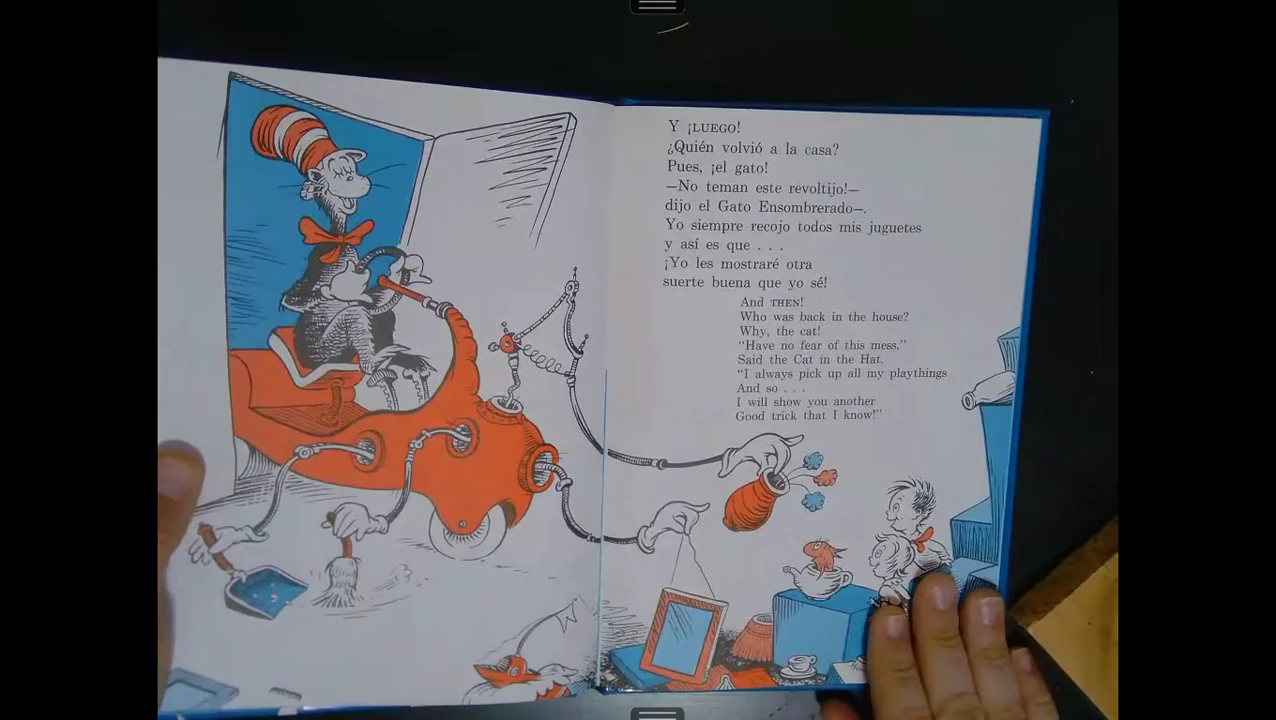 Y ¡LUEGO!
¿Quién volvió a la casa?
Pues, ¡el gato!
—No teman este revoltijo!—
dijo el Gato Ensombrerado—.
Yo siempre recojo todos mis juguetes
y así es que . . .
¡Yo les mostraré otra
suerte buena que yo sé!
And THEN!
Who was back in the house?
Why, the cat!
"Have no fear of this mess,"
Said the Cat in the Hat.
"I always pick up all my playthings
And so . . .
I will show you another
Good trick that I know!"